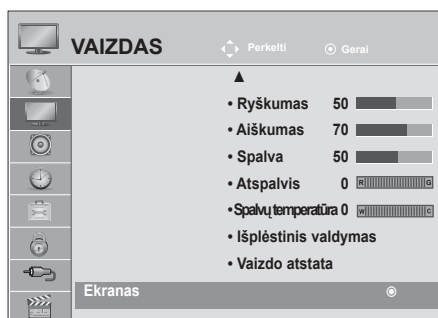 VAIZDAS
Perkelti
Gerai
• Ryškumas 50
• Aiškumas 70
• Spalva 50
• Atspalvis 0 R G
•Spalvų temperatūra 0 W C
• Išplėstinis valdymas
• Vaizdo atstata
Ekranas